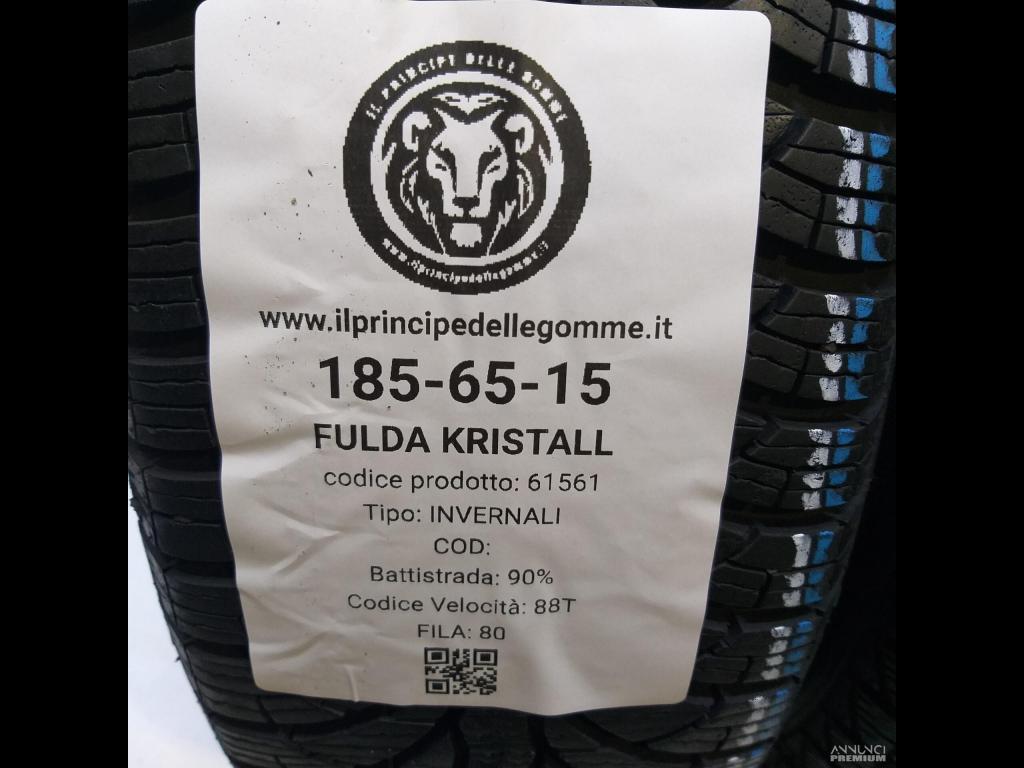 IL PRINCIPE DELLE GOMME
www.ilprincipedellegomme.it
www.ilprincipedellegomme.it
185-65-15
FULDA KRISTALL
codice prodotto: 61561
Tipo: INVERNALI
COD:
Battistrada: 90%
Codice Velocità: 88T
FILA: 80
ANNUNCI
PREMIUM